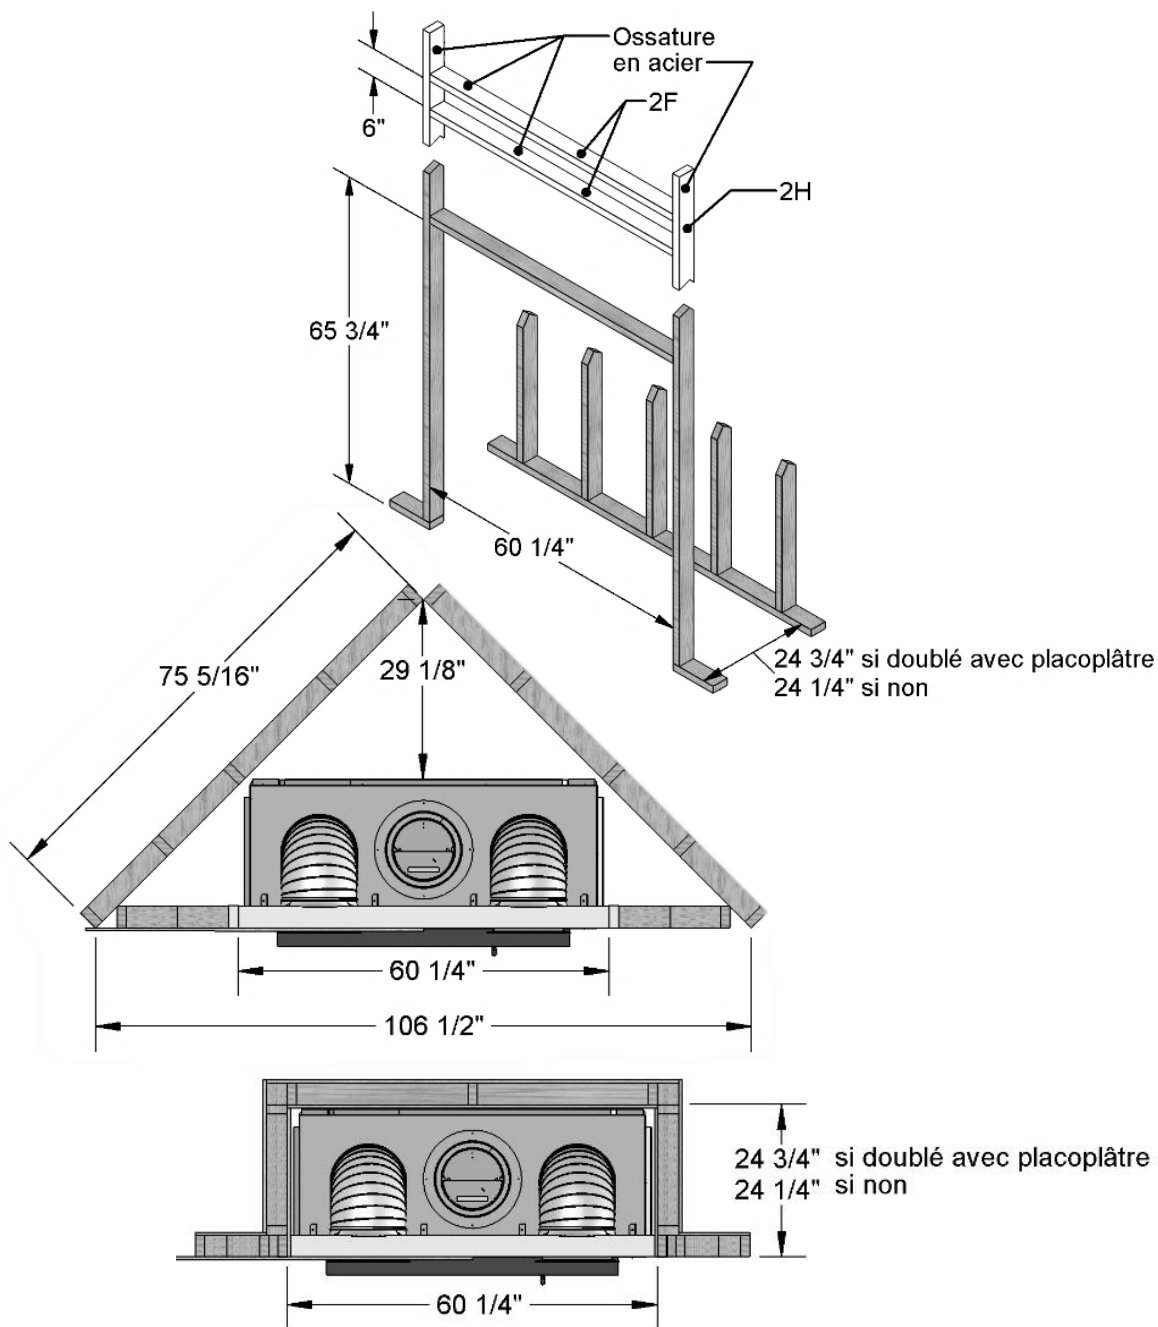 Ossature
en acier
2F
6"
2H
65 3/4"
60 1/4"
24 3/4" si doublé avec placoplâtre
24 1/4" si non
75 5/16"
29 1/8"
60 1/4"
106 1/2"
24 3/4" si doublé avec placoplâtre
24 1/4" si non
60 1/4"